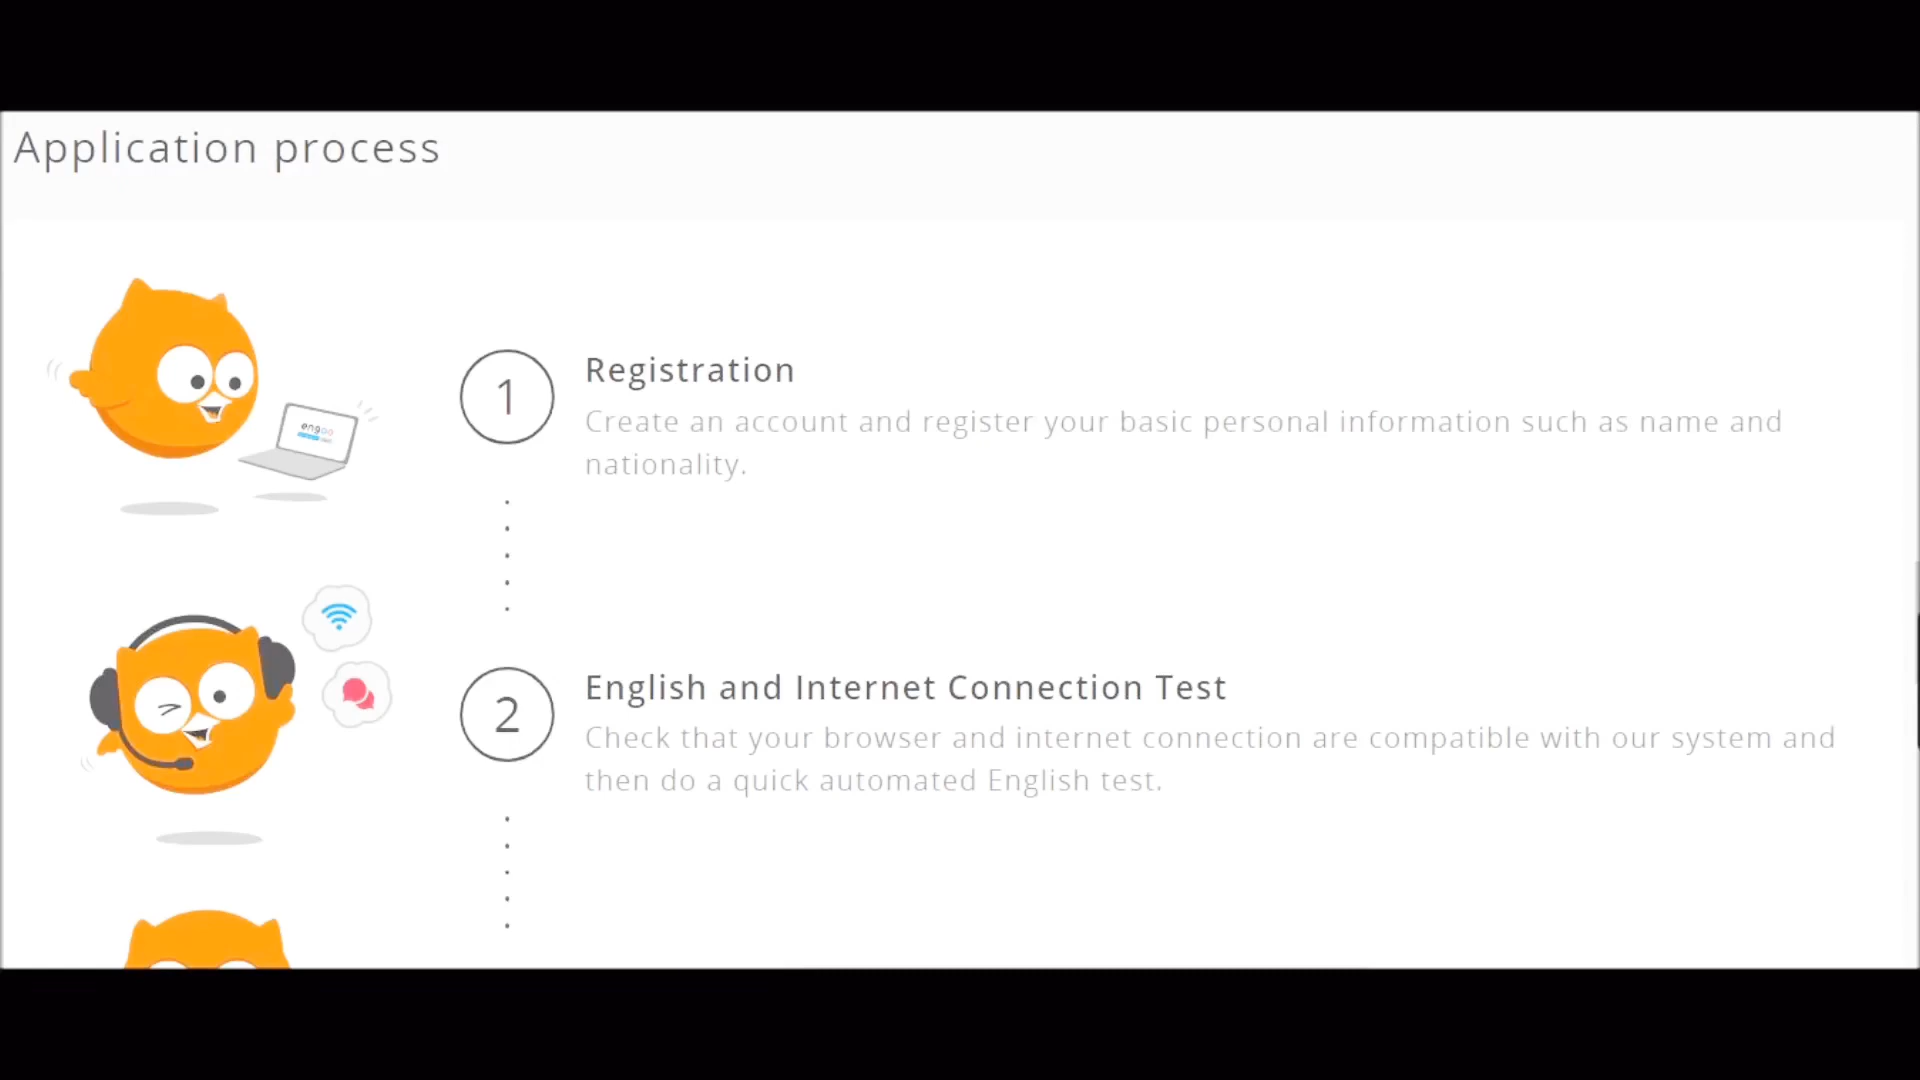 Application process
1
Registration
Create an account and register your basic personal information such as name and
nationality.
engoo
2
English and Internet Connection Test
Check that your browser and internet connection are compatible with our system and
then do a quick automated English test.